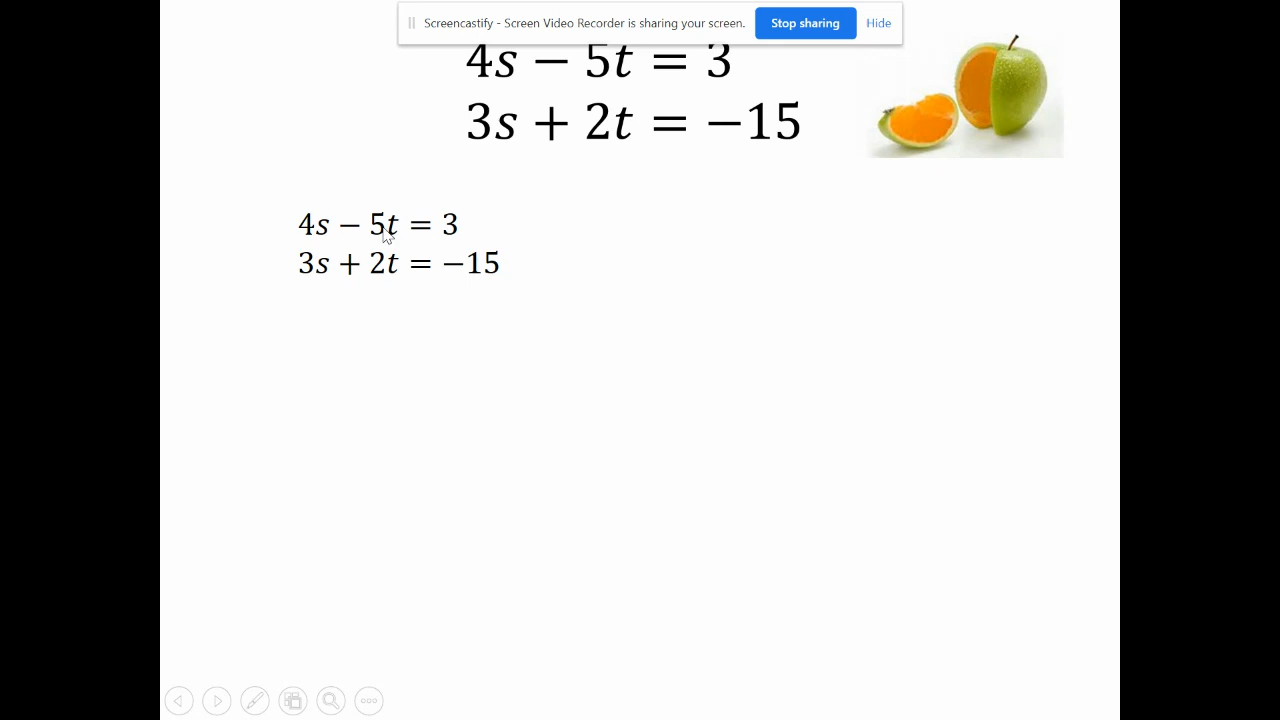 Screencastify - Screen Video Recorder is sharing your screen. Stop sharing Hide
4s − 5t = 3
3s + 2t = −15
4s − 5t = 3
3s + 2t = −15